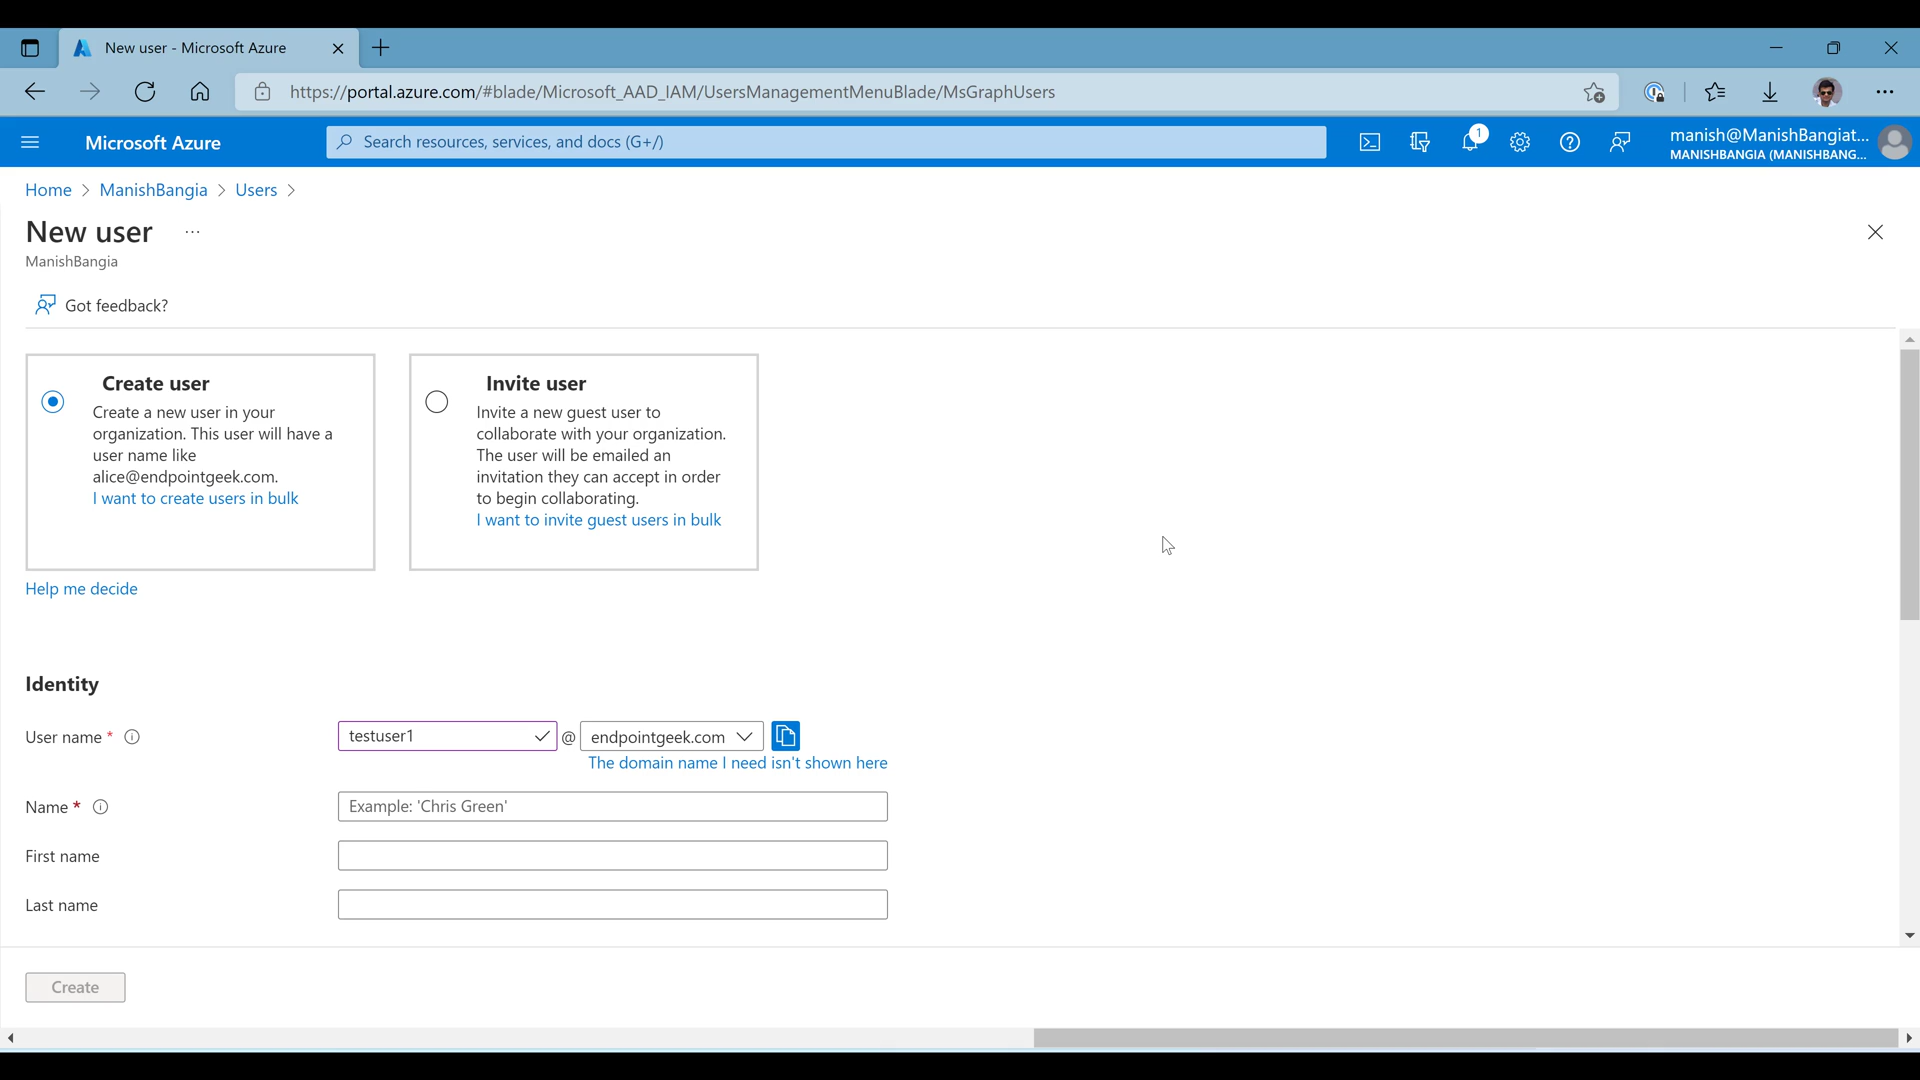 New user - Microsoft Azure
https://portal.azure.com/#blade/Microsoft_AAD_IAM/UsersManagementMenuBlade/MsGraphUsers
Microsoft Azure
Search resources, services, and docs (G+/)
1
manish@ManishBangiat...
MANISHBANGIA (MANISHBANG...
Home > ManishBangia > Users >
New user ...
ManishBangia
Got feedback?
Create user
Create a new user in your
organization. This user will have a
user name like
alice@endpointgeek.com.
I want to create users in bulk
Invite user
Invite a new guest user to
collaborate with your organization.
The user will be emailed an
invitation they can accept in order
to begin collaborating.
I want to invite guest users in bulk
Help me decide
Identity
User name * testuser1 @ endpointgeek.com
The domain name I need isn't shown here
Name * Example: 'Chris Green'
First name
Last name
Create